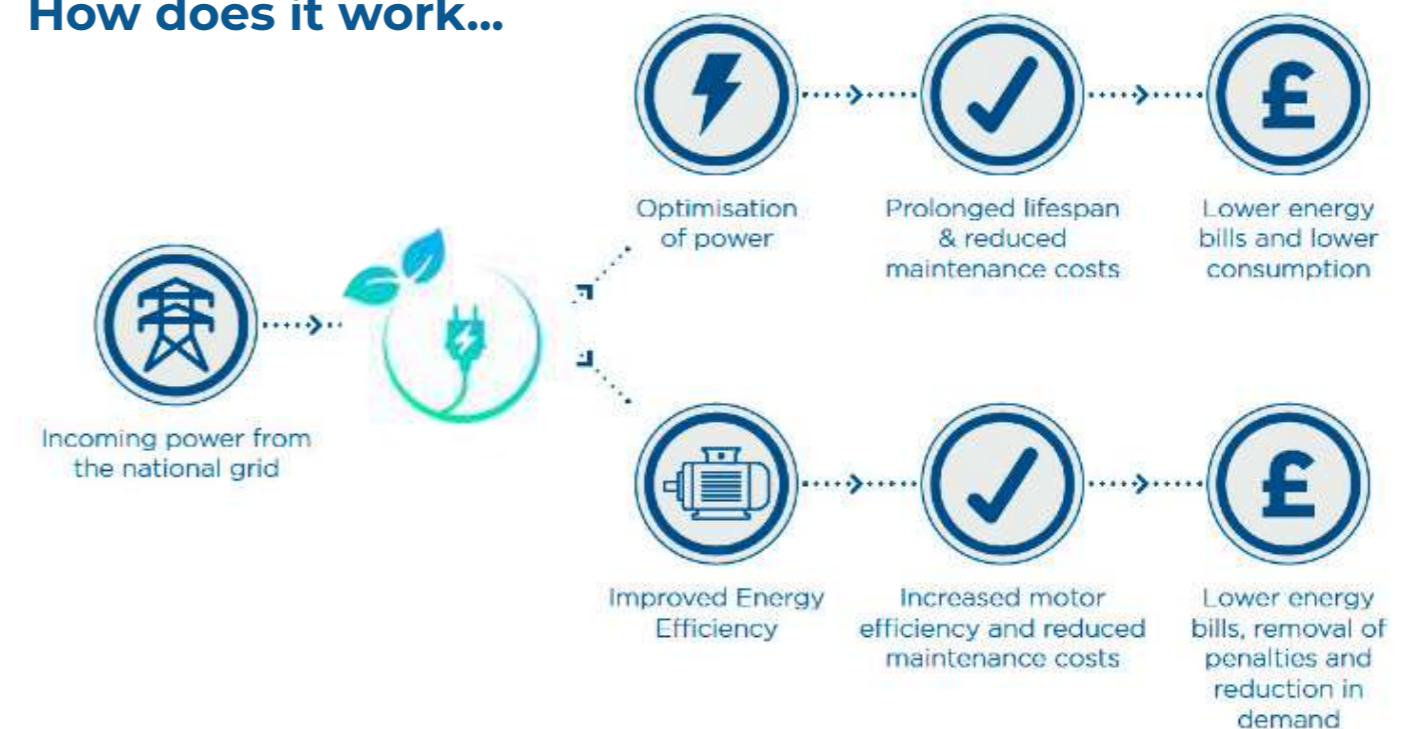 How does it work...
Optimisation
of power
Prolonged lifespan
& reduced
maintenance costs
£
Lower energy
bills and lower
consumption
Incoming power from
the national grid
Improved Energy
Efficiency
Increased motor
efficiency and reduced
maintenance costs
£
Lower energy
bills, removal of
penalties and
reduction in
demand